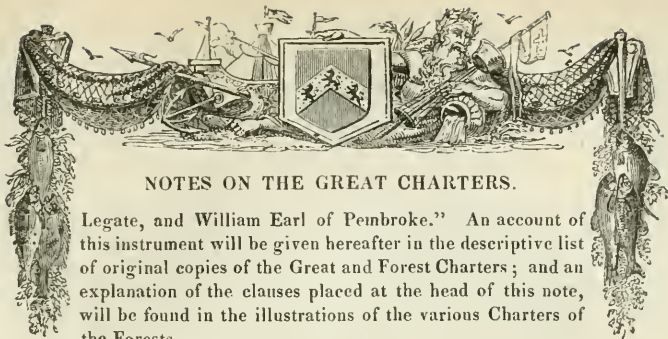 NOTES ON THE GREAT CHARTERS.
Legate, and William Earl of Pembroke.” An account of
this instrument will be given hereafter in the descriptive list
of original copies of the Great and Forest Charters; and an
explanation of the clauses placed at the head of this note,
will be found in the illustrations of the various Charters of
the Forests.